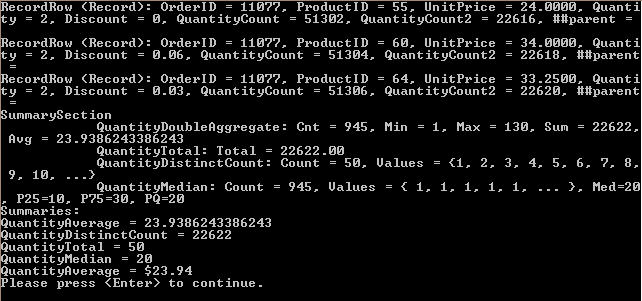 RecordRow (Record): OrderID = 11077, ProductID = 55, UnitPrice = 24.0000, Quanti
ty = 2, Discount = 0, QuantityCount = 51302, QuantityCount2 = 22616, ##parent =
RecordRow (Record): OrderID = 11077, ProductID = 60, UnitPrice = 34.0000, Quanti
ty = 2, Discount = 0.06, QuantityCount = 51304, QuantityCount2 = 22618, ##parent
=
RecordRow (Record): OrderID = 11077, ProductID = 64, UnitPrice = 33.2500, Quanti
ty = 2, Discount = 0.03, QuantityCount = 51306, QuantityCount2 = 22620, ##parent
=
SummarySection
QuantityDoubleAggregate: Cnt = 945, Min = 1, Max = 130, Sum = 22622,
Avg = 23.9386243386243
QuantityTotal: Total = 22622.00
QuantityDistinctCount: Count = 50, Values = {1, 2, 3, 4, 5, 6, 7, 8,
9, 10, ...}
QuantityMedian: Count = 945, Values = { 1, 1, 1, 1, 1, ... }, Med=20
, P25=10, P75=30, PQ=20
Summaries:
QuantityAverage = 23.9386243386243
QuantityDistinctCount = 22622
QuantityTotal = 50
QuantityMedian = 20
QuantityAverage = $23.94
Please press <Enter> to continue.